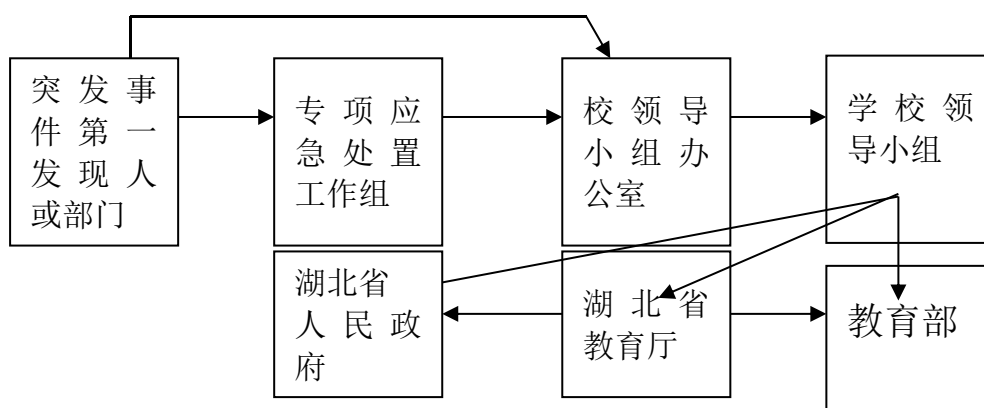 突发事
件第一
发现人
或部门
专项应
急处置
工作组
校领导
小组办
公室
学校领
导小组
湖北省
人民政
府
湖北省
教育厅
教育部